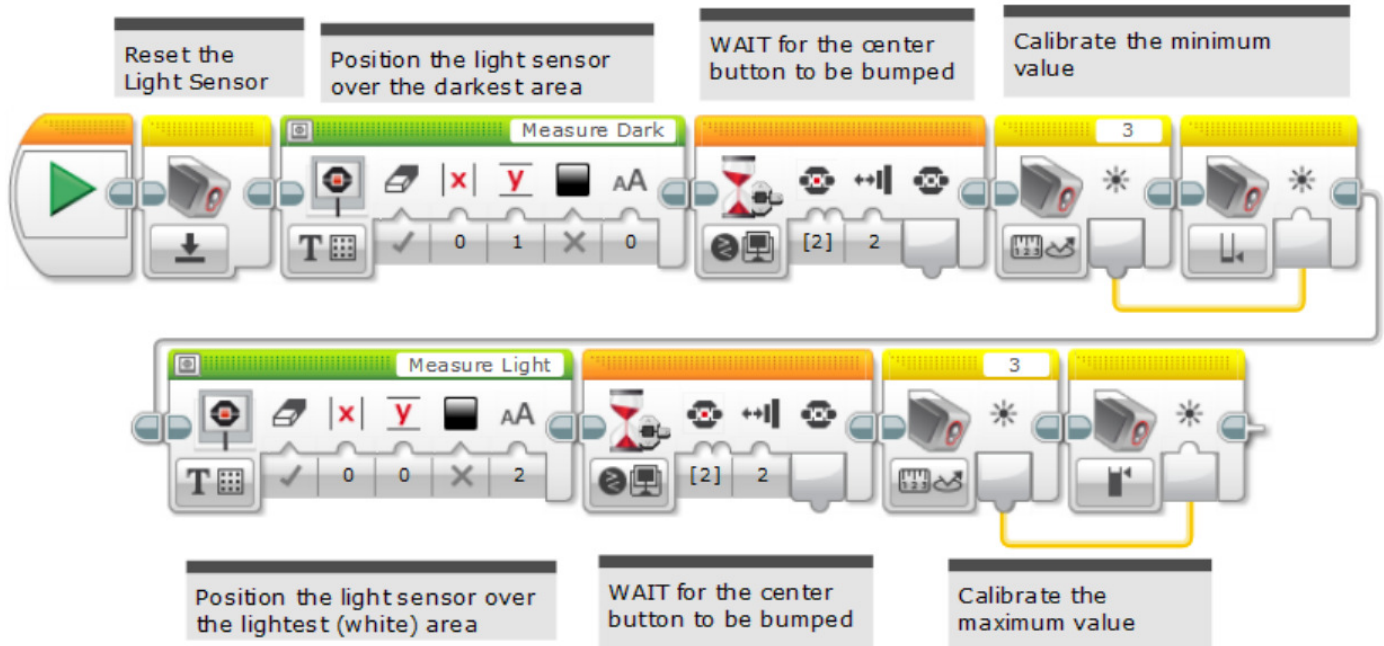 Reset the
Light Sensor
Position the light sensor
over the darkest area
WAIT for the center
button to be bumped
Calibrate the minimum
value
Measure Dark
3
T 0 1 0
[2] 2
Measure Light
3
T 0 0 2
[2] 2
Position the light sensor over
the lightest (white) area
WAIT for the center
button to be bumped
Calibrate the
maximum value